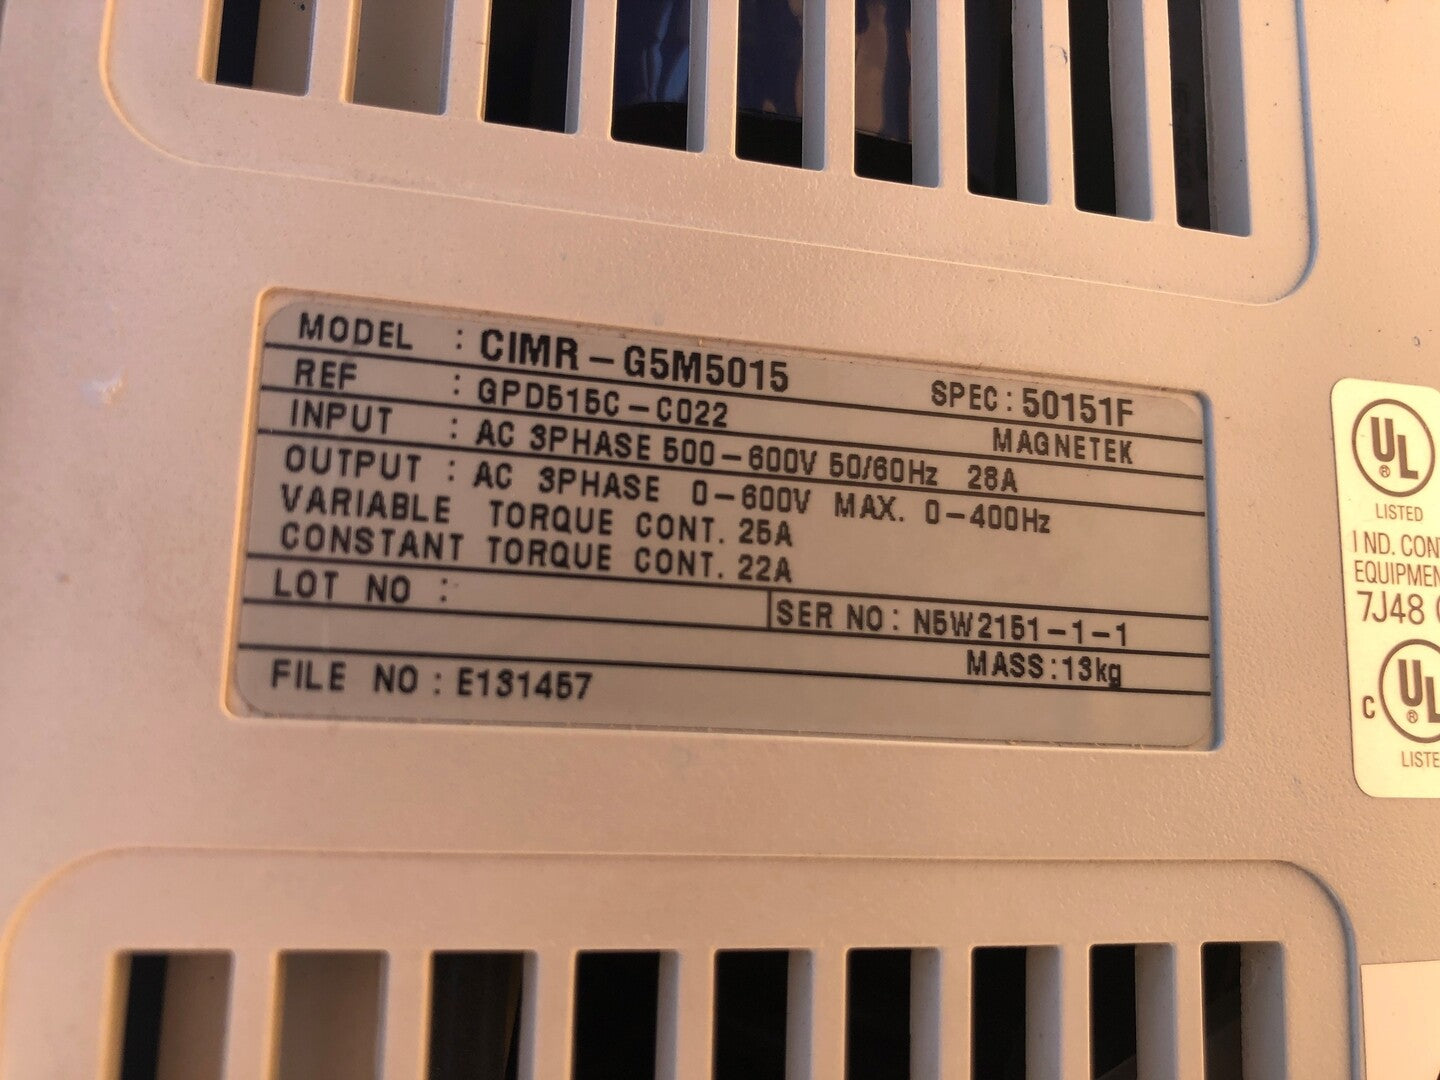 MODEL : CIMR-G5M5015 SPEC: 50151F
REF : GPD515C-C022 MAGNETEK
INPUT : AC 3PHASE 500-600V 50/60Hz 28A
OUTPUT : AC 3PHASE 0-600V MAX. 0-400Hz
VARIABLE TORQUE CONT. 25A
CONSTANT TORQUE CONT. 22A
LOT NO : SER NO: N5W2151-1-1
MASS:13kg
FILE NO : E131457
UL
®
LISTED
IND. CONT
EQUIPMEN
7J48
C UL
®
LISTE